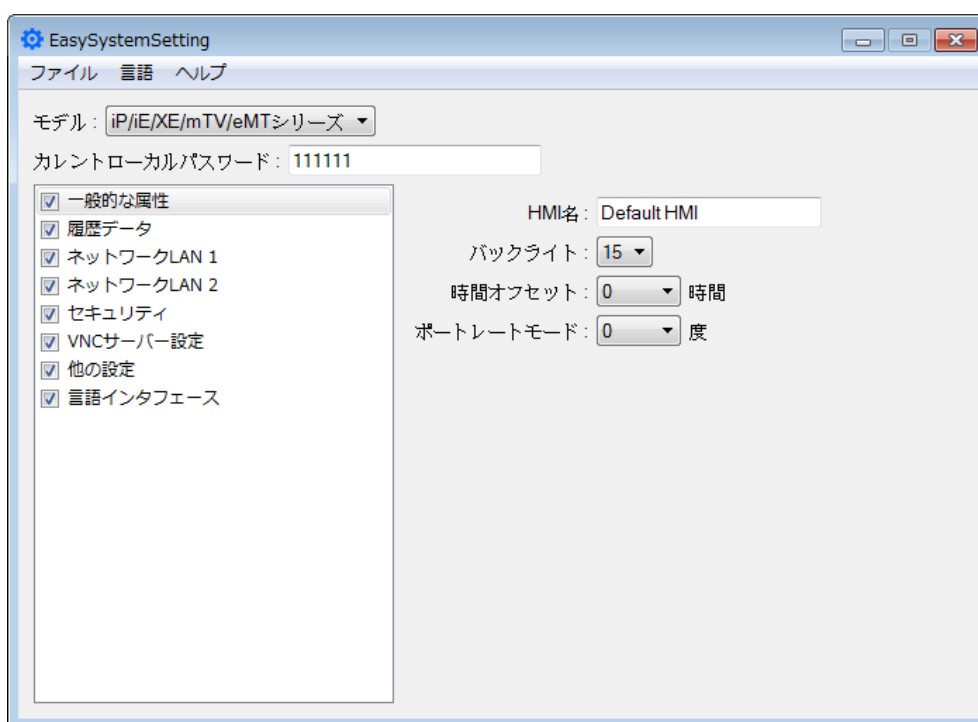 EasySystemSetting
ファイル 言語 ヘルプ
モデル : iP/iE/XE/mTV/eMTシリーズ
カレントローカルパスワード : 111111
一般的な属性
履歴データ
ネットワークLAN 1
ネットワークLAN 2
セキュリティ
VNCサーバー設定
他の設定
言語インタフェース
HMI名 : Default HMI
バックライト : 15
時間オフセット : 0 時間
ポートレートモード : 0 度